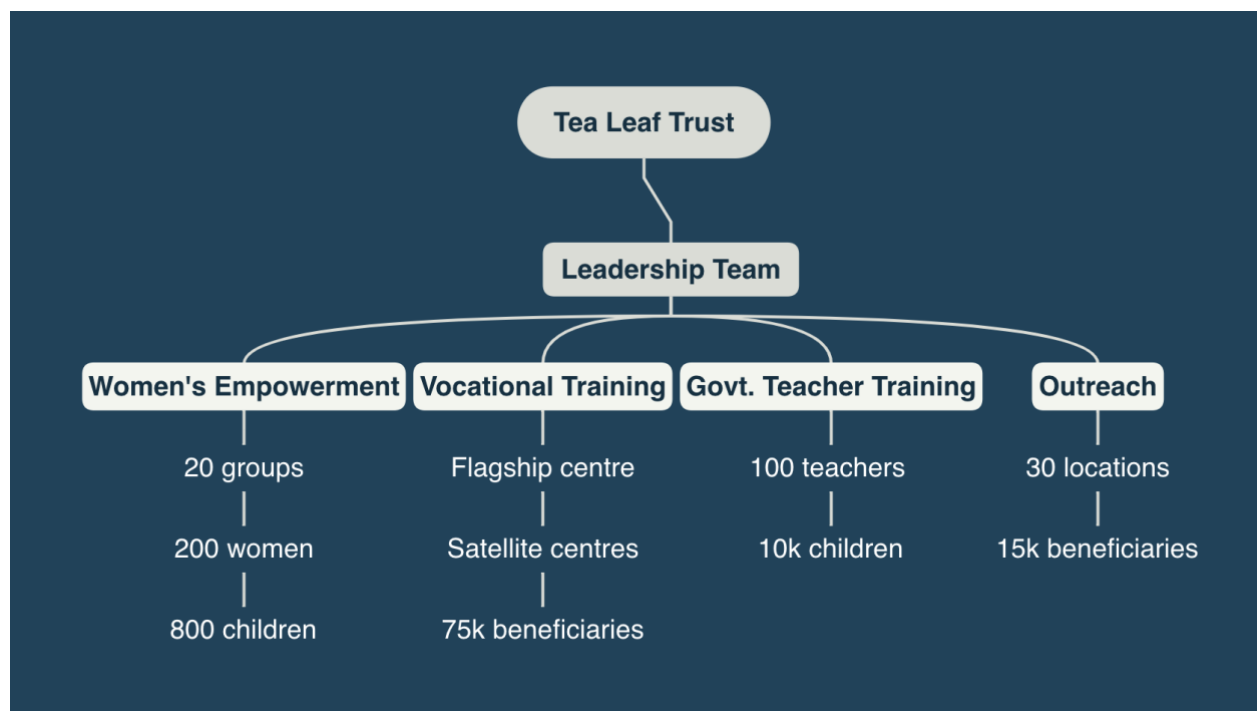 Tea Leaf Trust
Leadership Team
Women's Empowerment
Vocational Training
Govt. Teacher Training
Outreach
20 groups
Flagship centre
100 teachers
30 locations
200 women
Satellite centres
10k children
15k beneficiaries
800 children
75k beneficiaries